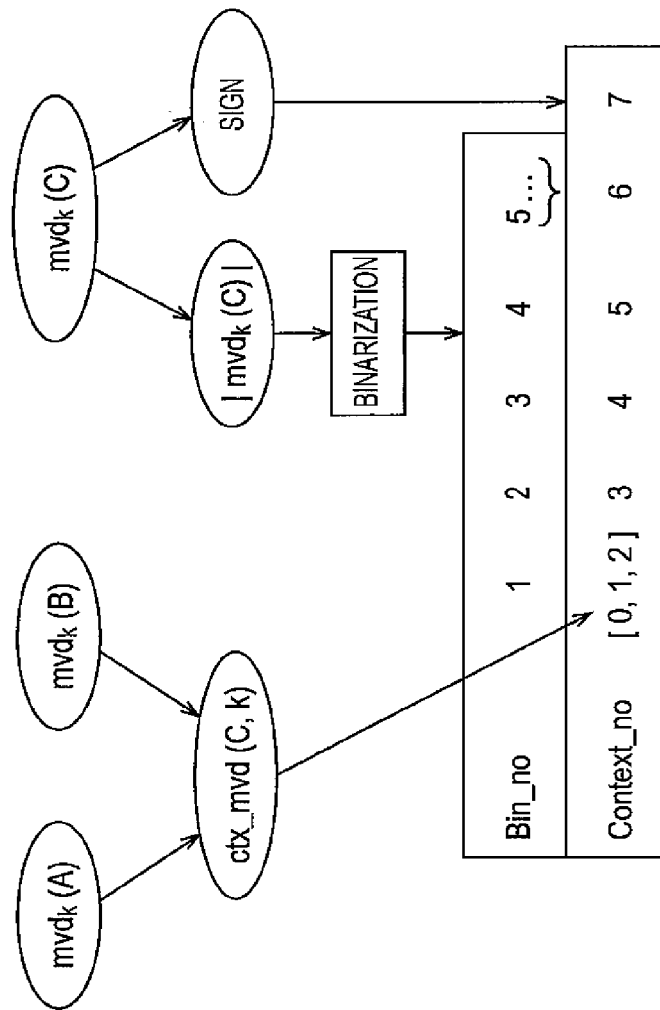 mvdk (A)
mvdk (B)
mvdk (C)
ctx_mvd (C, k)
| mvdk (C) |
SIGN
BINARIZATION
Bin_no 1 2 3 4 5 ...
Context_no [ 0, 1, 2 ] 3 4 5 6 7